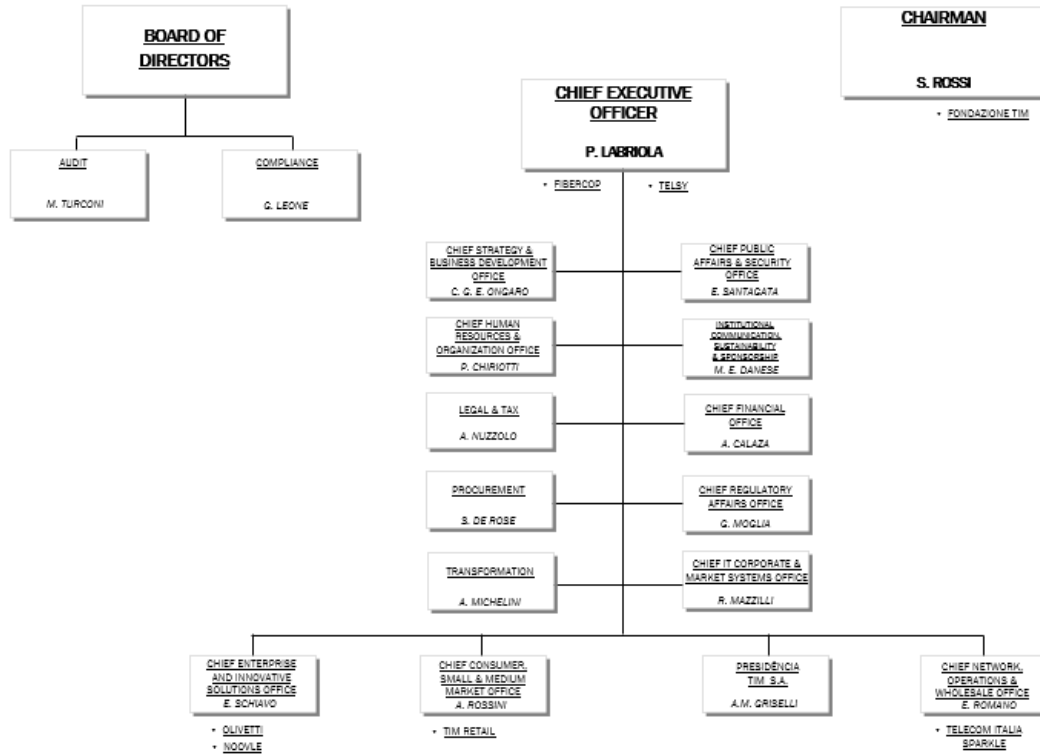 BOARD OF
DIRECTORS
CHAIRMAN
S. ROSSI
• FONDAZIONE TIM
CHIEF EXECUTIVE
OFFICER
P. LABRIOLA
• FIBERCOP
• TELSY
AUDIT
M. TURCONI
COMPLIANCE
G. LEONE
CHIEF STRATEGY &
BUSINESS DEVELOPMENT
OFFICE
C. G. E. ONGARO
CHIEF PUBLIC
AFFAIRS & SECURITY
OFFICE
E. SANTAGATA
CHIEF HUMAN
RESOURCES &
ORGANIZATION OFFICE
P. CHIRIOTTI
INSTITUTIONAL
COMMUNICATION,
SUSTAINABILITY
& SPONSORSHIP
M. E. DANESE
LEGAL & TAX
A. NUZZOLO
CHIEF FINANCIAL
OFFICE
A. CALAZA
PROCUREMENT
S. DE ROSE
CHIEF REGULATORY
AFFAIRS OFFICE
G. MOGLIA
TRANSFORMATION
A. MICHELINI
CHIEF IT CORPORATE &
MARKET SYSTEMS OFFICE
R. MAZZILLI
CHIEF ENTERPRISE
AND INNOVATIVE
SOLUTIONS OFFICE
E. SCHIAVO
• OLIVETTI
• NOOVLE
CHIEF CONSUMER,
SMALL & MEDIUM
MARKET OFFICE
A. ROSSINI
• TIM RETAIL
PRESIDÊNCIA
TIM S.A.
A.M. GRISELLI
CHIEF NETWORK,
OPERATIONS &
WHOLESALE OFFICE
E. ROMANO
• TELECOM ITALIA
SPARKLE